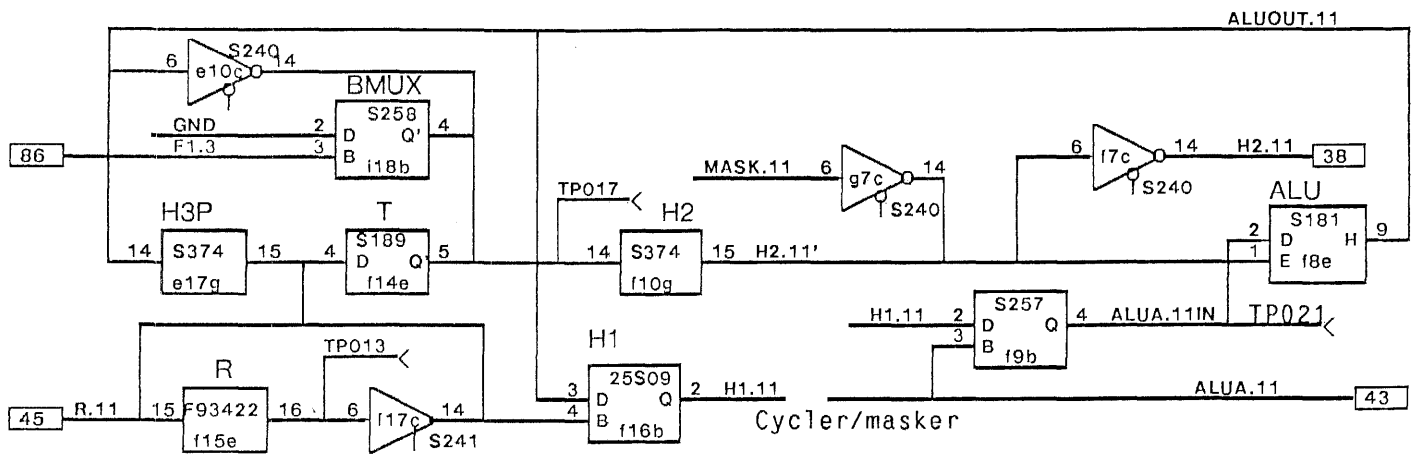 ALUOUT.11
S240
6 e10c 14
BMUX
S258
GND 2 D Q' 4
86 F1.3 3 B
f18b
MASK.11 6 g7c 14
S240
6 f7c 14 H2.11 38
S240
TP017
H3P
14 S374 15
e17g
T
S189
4 D Q' 5
f14e
H2
14 S374 15 H2.11'
f10g
ALU
S181
2 D H 9
1 E f8e
S257
H1.11 2 D Q 4 ALUA.11IN TP021
3 B
f9b
TP013
R
45 R.11 15 F93422 16
f15e
6 f17c 14
S241
H1
25S09
3 D Q 2 H1.11
4 B
f16b
Cycler/masker
ALUA.11 43